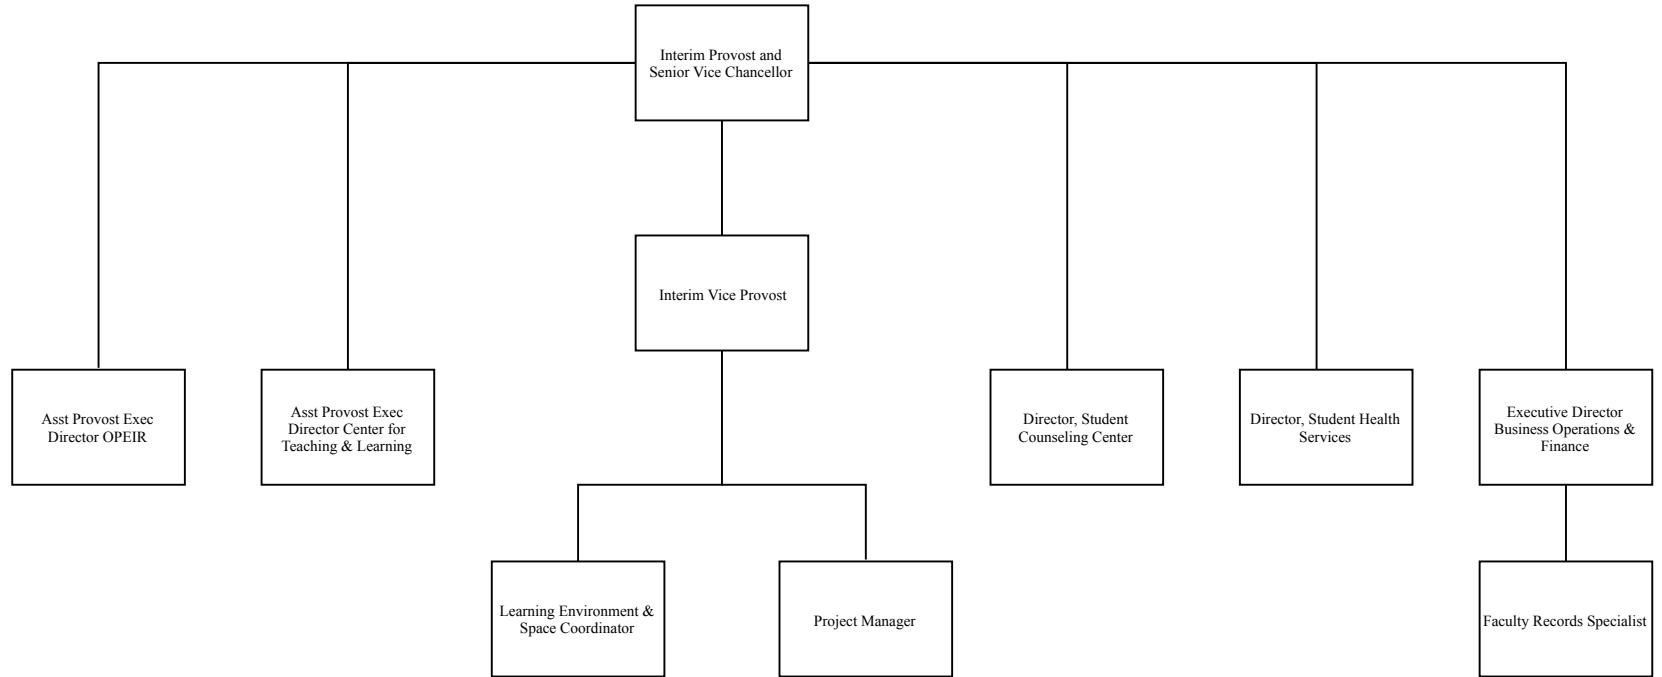 Interim Provost and
Senior Vice Chancellor
Interim Vice Provost
Asst Provost Exec
Director OPEIR
Asst Provost Exec
Director Center for
Teaching & Learning
Director, Student
Counseling Center
Director, Student Health
Services
Executive Director
Business Operations &
Finance
Learning Environment &
Space Coordinator
Project Manager
Faculty Records Specialist